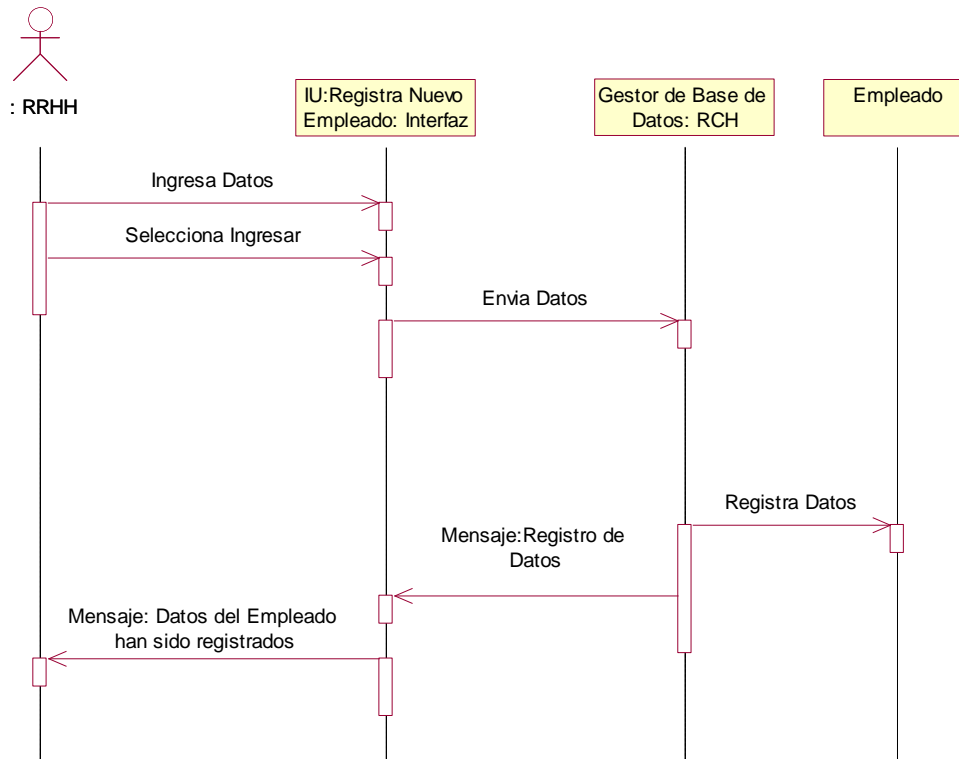 : RRHH
IU:Registra Nuevo
Empleado: Interfaz
Gestor de Base de
Datos: RCH
Empleado
Ingresa Datos
Selecciona Ingresar
Envia Datos
Registra Datos
Mensaje:Registro de
Datos
Mensaje: Datos del Empleado
han sido registrados